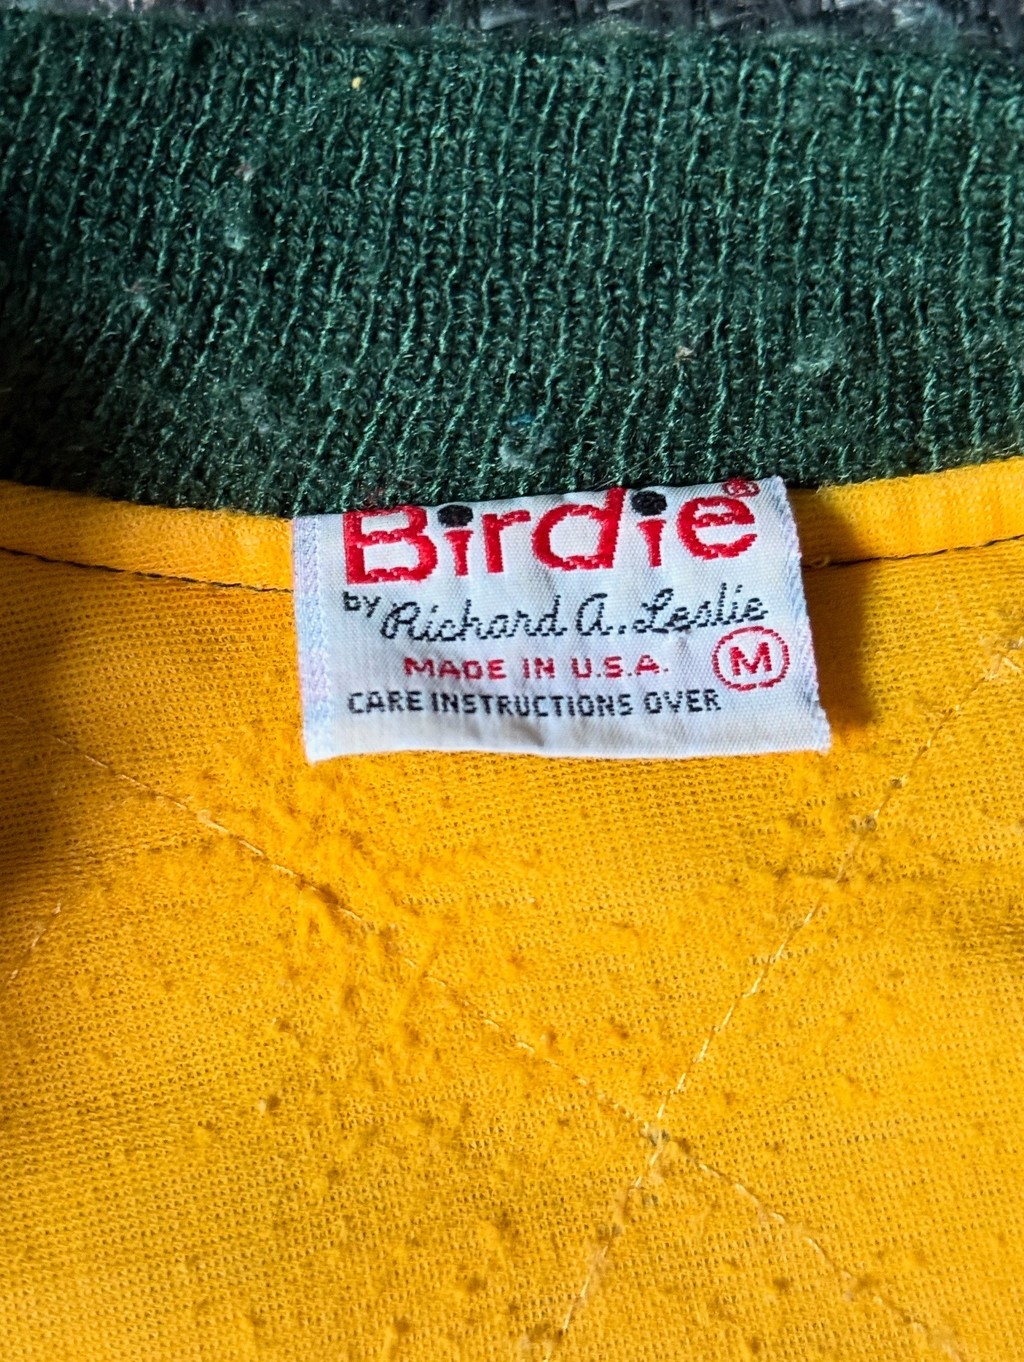 Birdie®
by Richard A. Leslie
MADE IN U.S.A. M
CARE INSTRUCTIONS OVER